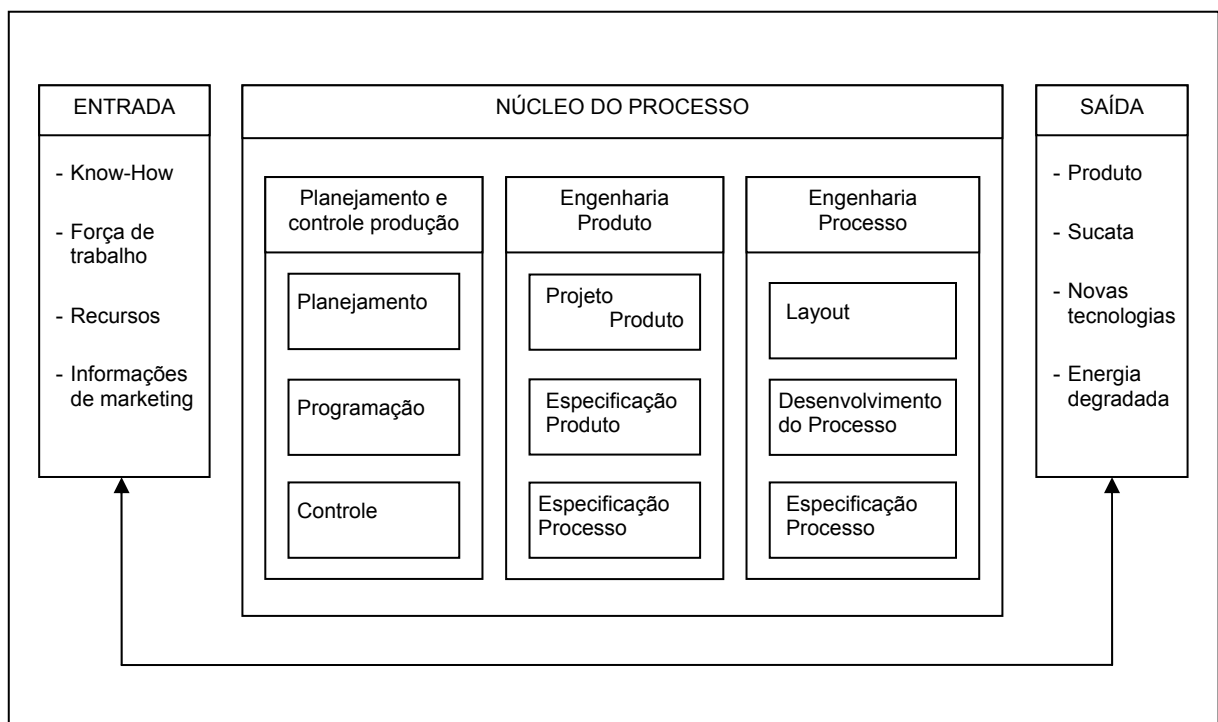 ENTRADA
- Know-How
- Força de
trabalho
- Recursos
- Informações
de marketing
NÚCLEO DO PROCESSO
Planejamento e
controle produção
Planejamento
Programação
Controle
Engenharia
Produto
Projeto
Produto
Especificação
Produto
Especificação
Processo
Engenharia
Processo
Layout
Desenvolvimento
do Processo
Especificação
Processo
SAÍDA
- Produto
- Sucata
- Novas
tecnologias
- Energia
degradada